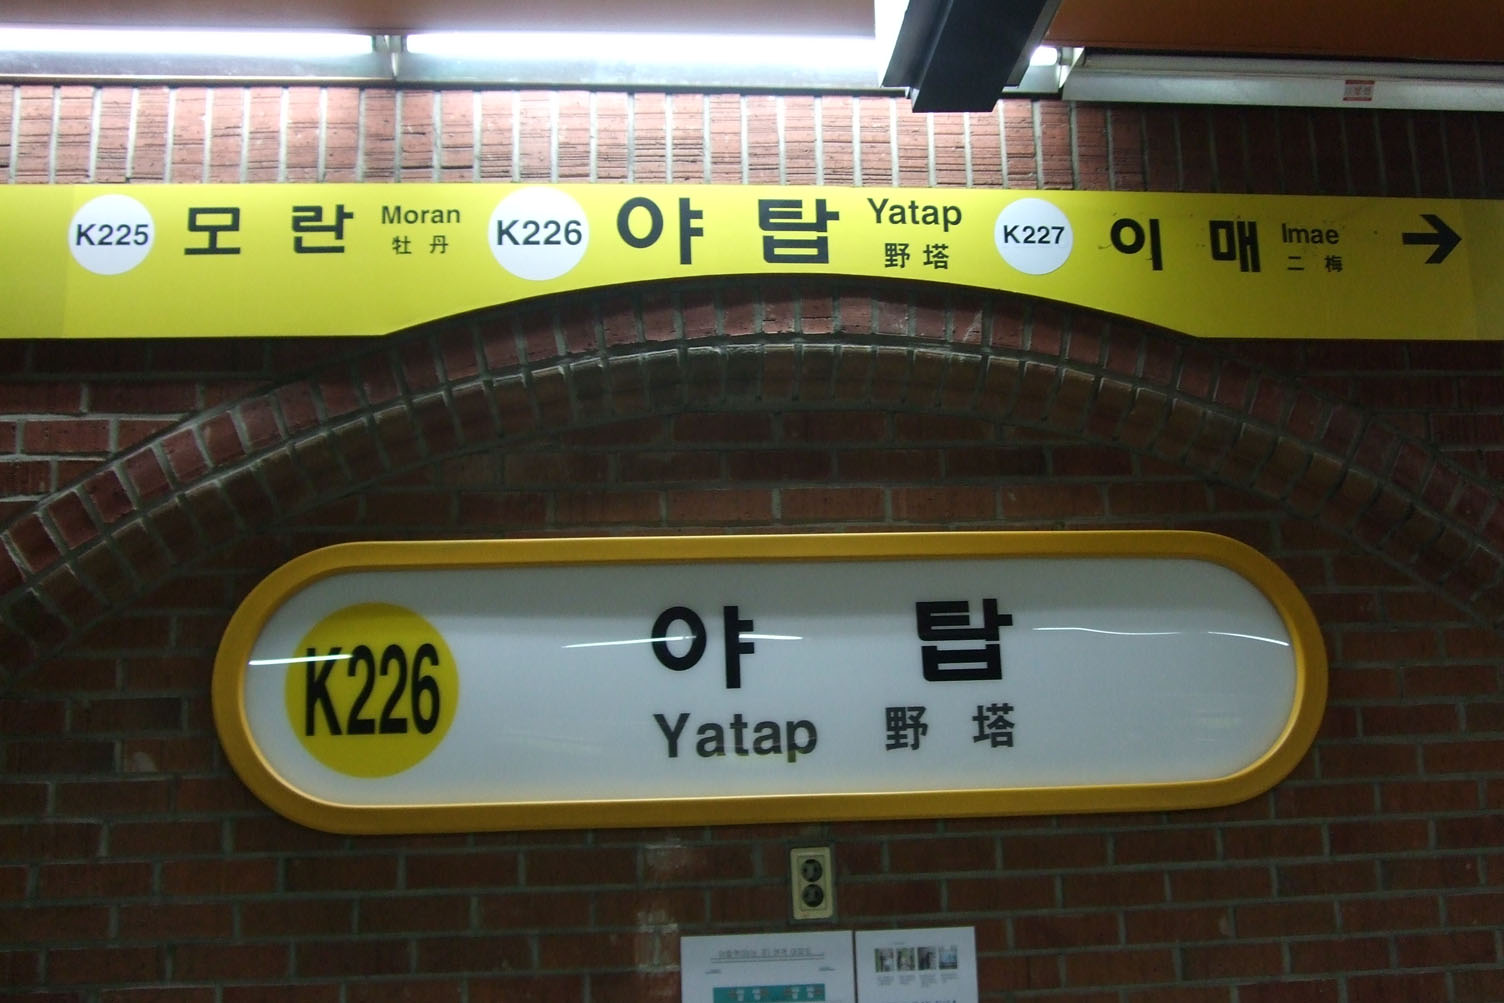 K225 모 란 Moran 牡 丹 K226 야 탑 Yatap 野 塔 K227 이 매 Imae 二 梅 →
K226 야 탑
Yatap 野 塔